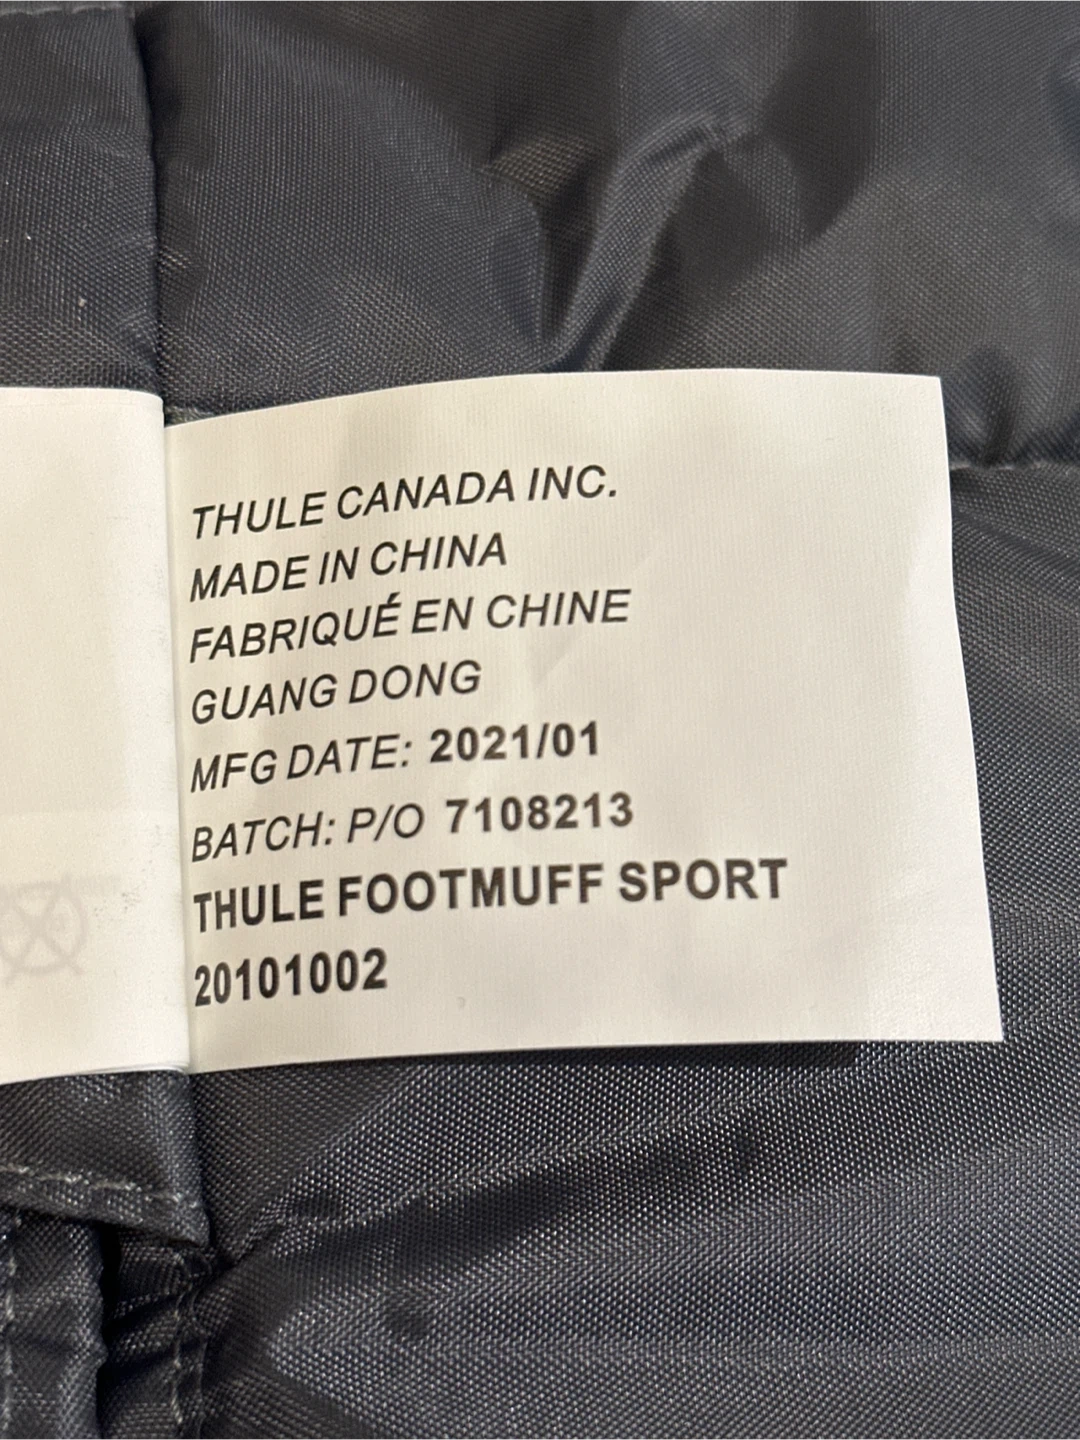 THULE CANADA INC.
MADE IN CHINA
FABRIQUÉ EN CHINE
GUANG DONG
MFG DATE: 2021/01
BATCH: P/O 7108213
THULE FOOTMUFF SPORT
20101002